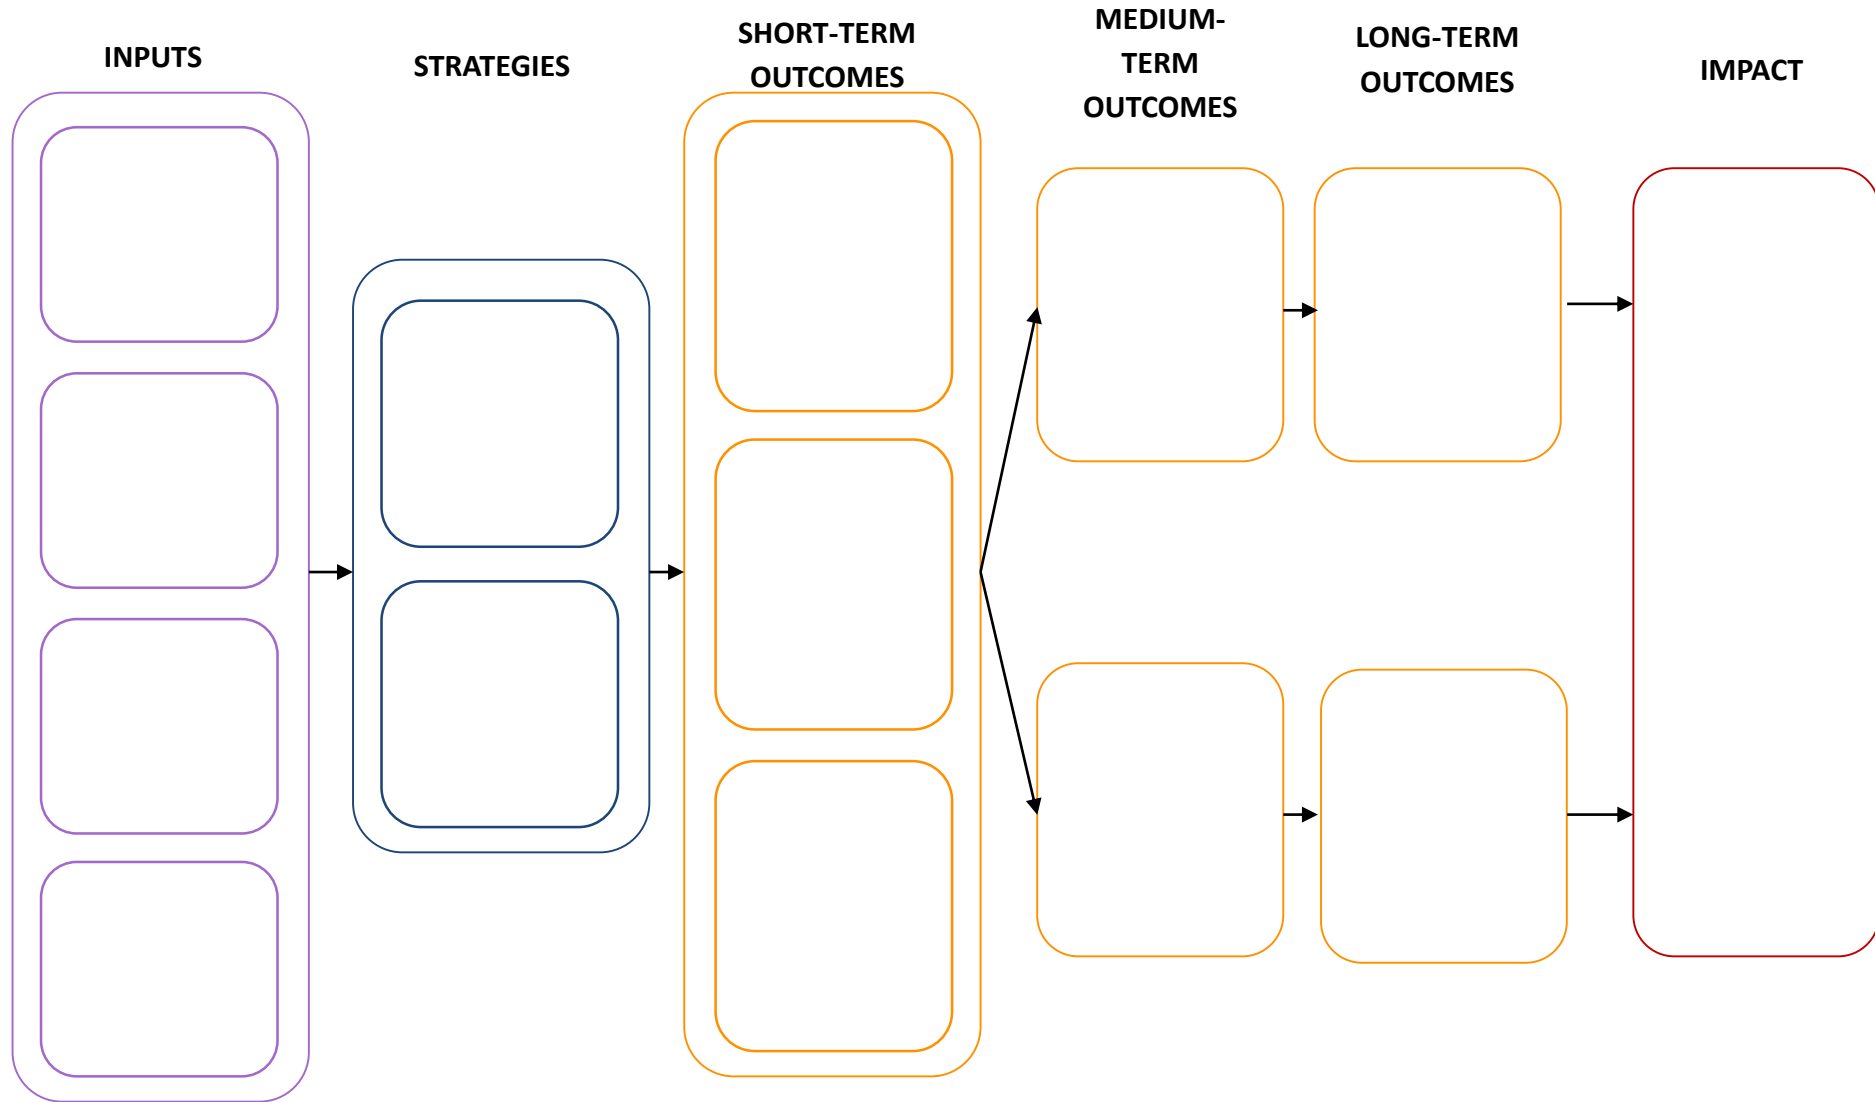 INPUTS
STRATEGIES
SHORT-TERM
OUTCOMES
MEDIUM-
TERM
OUTCOMES
LONG-TERM
OUTCOMES
IMPACT